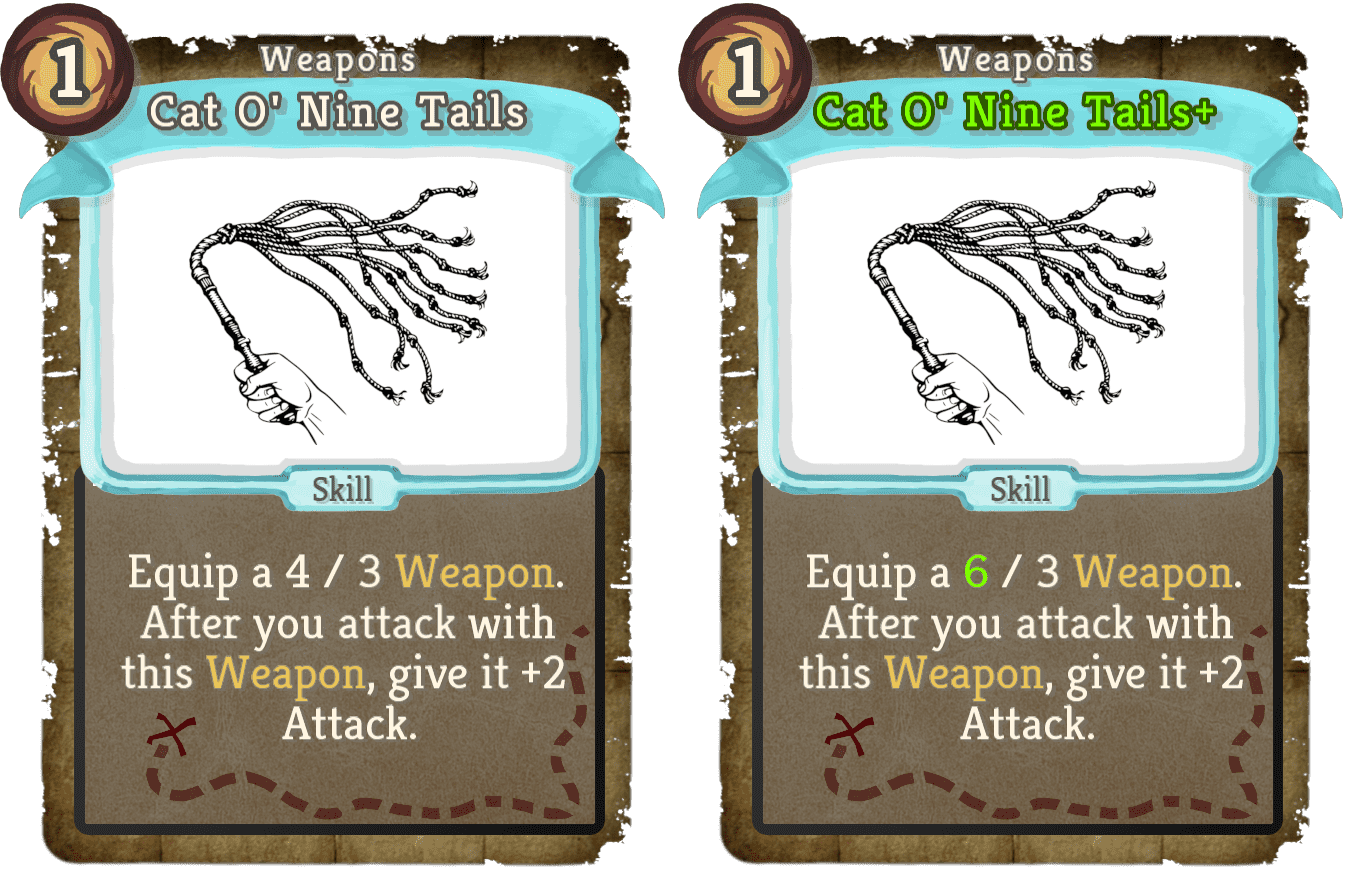 1
Weapons
Cat O' Nine Tails
Skill
Equip a 4 / 3 Weapon.
After you attack with
this Weapon, give it +2
Attack.
1
Weapons
Cat O' Nine Tails+
Skill
Equip a 6 / 3 Weapon.
After you attack with
this Weapon, give it +2
Attack.